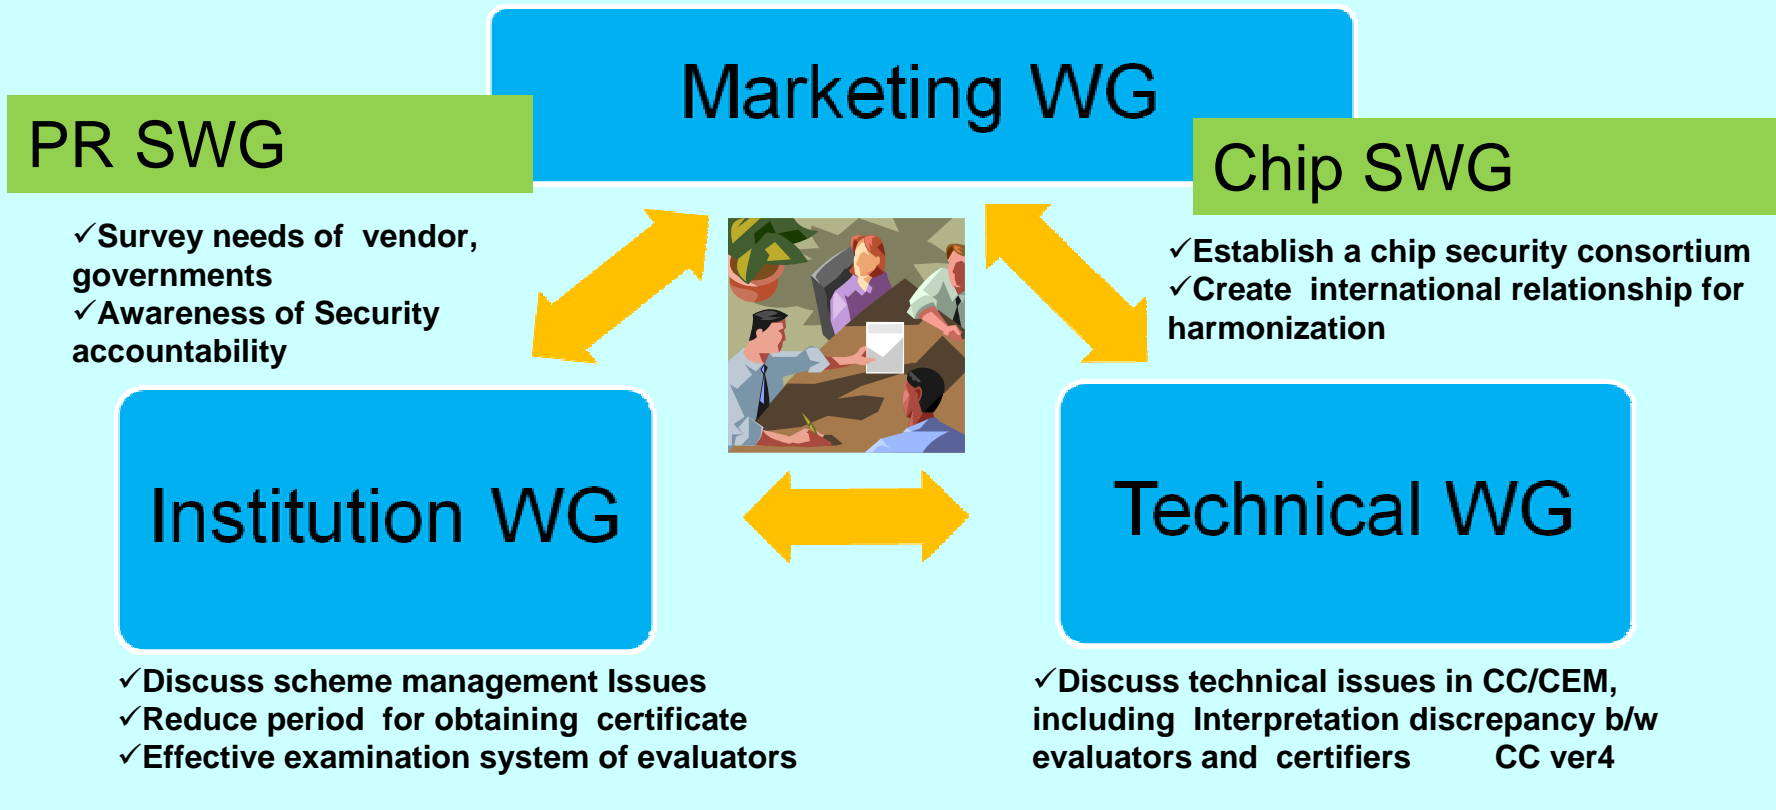 Marketing WG
PR SWG
Chip SWG
✓Survey needs of vendor,
governments
✓Awareness of Security
accountability
✓Establish a chip security consortium
✓Create international relationship for
harmonization
Institution WG
Technical WG
✓Discuss scheme management Issues
✓Reduce period for obtaining certificate
✓Effective examination system of evaluators
✓Discuss technical issues in CC/CEM,
including Interpretation discrepancy b/w
evaluators and certifiers CC ver4